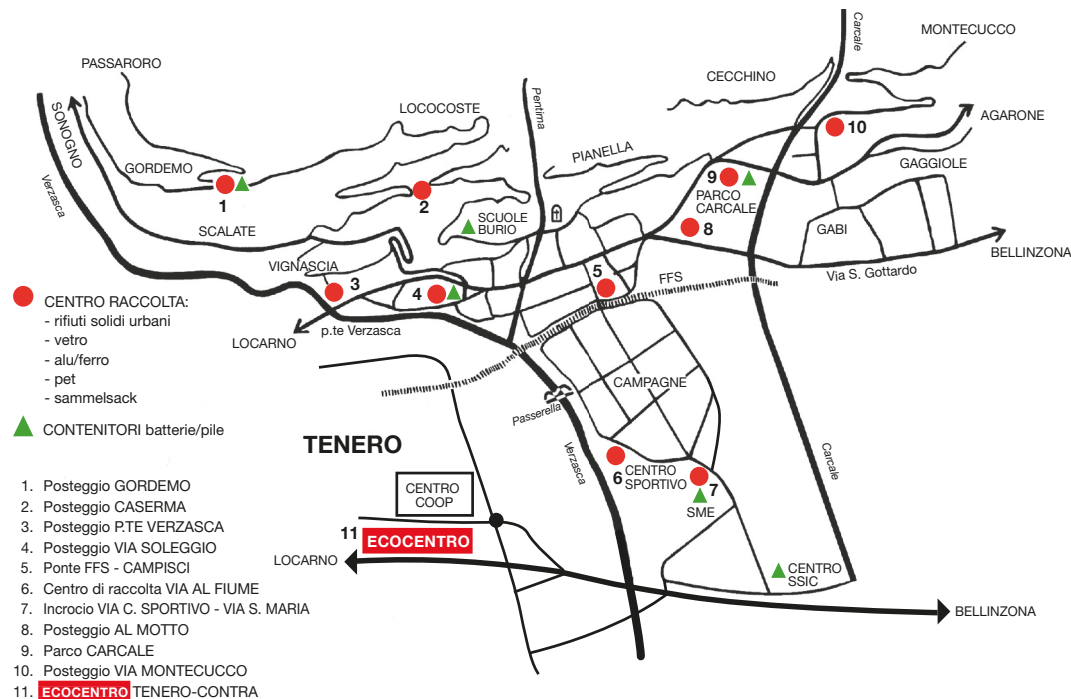 Carcale
MONTECUCCO
PASSARORO
CECCHINO
SONOGNO
LOCOCOSTE
Pentima
10
AGARONE
PIANELLA
GORDEMO
GAGGIOLE
Verzasca
1
2
9
PARCO
CARCALE
SCUOLE
BURIO
8
SCALATE
GABI
BELLINZONA
VIGNASCIA
Via S. Gottardo
3
4
5
FFS
CENTRO RACCOLTA:
- rifiuti solidi urbani
- vetro
- alu/ferro
- pet
- sammelsack
p.te Verzasca
LOCARNO
CAMPAGNE
Passerella
CONTENITORI batterie/pile
TENERO
Verzasca
Carcale
6
CENTRO
SPORTIVO
7
SME
CENTRO
COOP
11 ECOCENTRO
LOCARNO
CENTRO
SSIC
BELLINZONA
1. Posteggio GORDEMO
2. Posteggio CASERMA
3. Posteggio P.TE VERZASCA
4. Posteggio VIA SOLEGGIO
5. Ponte FFS - CAMPISCI
6. Centro di raccolta VIA AL FIUME
7. Incrocio VIA C. SPORTIVO - VIA S. MARIA
8. Posteggio AL MOTTO
9. Parco CARCALE
10. Posteggio VIA MONTECUCCO
11. ECOCENTRO TENERO-CONTRA